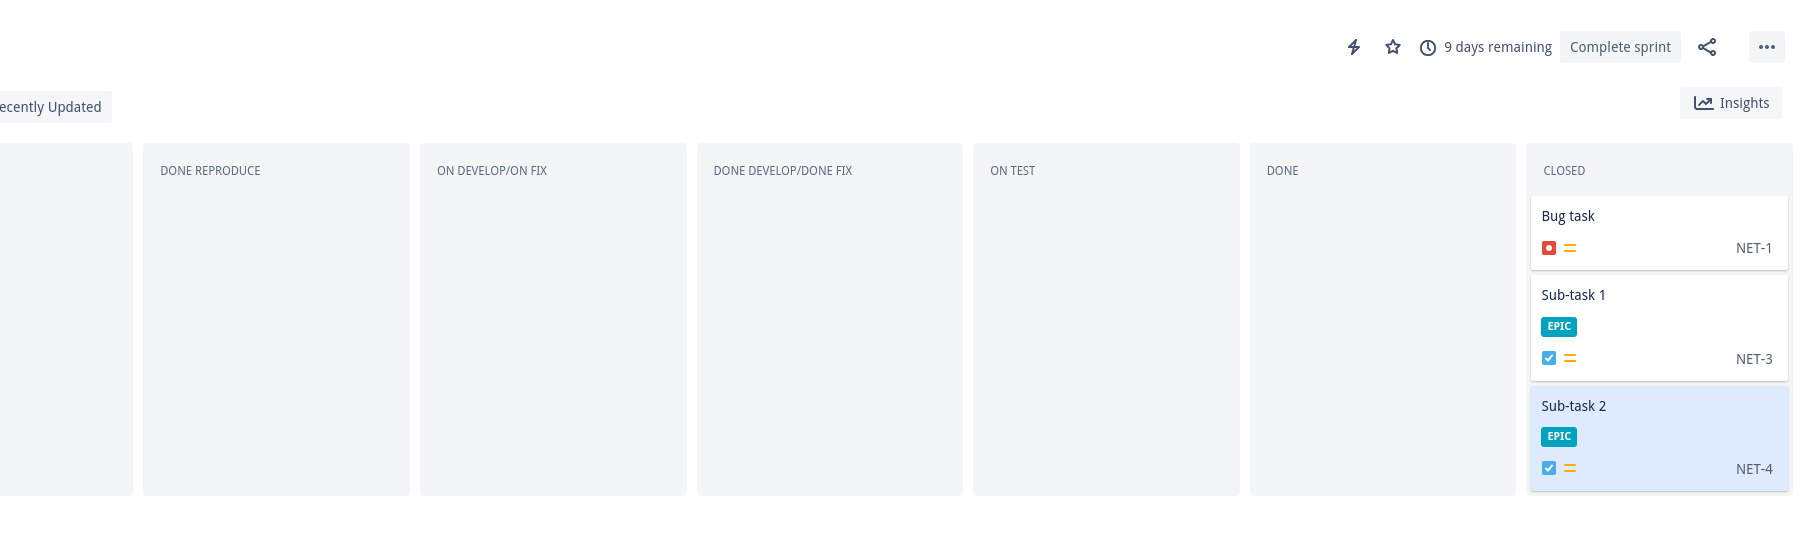 9 days remaining
Complete sprint
ecently Updated
Insights
DONE REPRODUCE
ON DEVELOP/ON FIX
DONE DEVELOP/DONE FIX
ON TEST
DONE
CLOSED
Bug task
NET-1
Sub-task 1
EPIC
NET-3
Sub-task 2
EPIC
NET-4